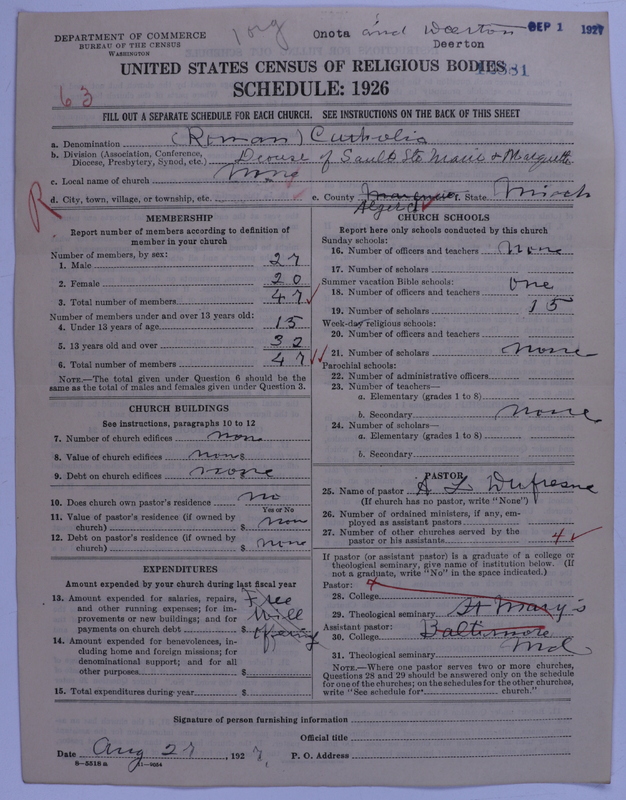 DEPARTMENT OF COMMERCE
BUREAU OF THE CENSUS
WASHINGTON
Onota and Deerton
Deerton
SEP 1 1927
UNITED STATES CENSUS OF RELIGIOUS BODIES
SCHEDULE: 1926
63
FILL OUT A SEPARATE SCHEDULE FOR EACH CHURCH. SEE INSTRUCTIONS ON THE BACK OF THIS SHEET
a. Denomination (Roman) Catholic
b. Division (Association, Conference, Diocese, Presbytery, Synod, etc.) Diocese of Sault Ste Marie & Marquette
c. Local name of church none
d. City, town, village, or township, etc.
e. County Alger f. State Mich
R
MEMBERSHIP
Report number of members according to definition of member in your church
Number of members, by sex:
1. Male 27
2. Female 20
3. Total number of members 47
Number of members under and over 13 years old:
4. Under 13 years of age 15
5. 13 years old and over 32
6. Total number of members 47
NOTE.—The total given under Question 6 should be the same as the total of males and females given under Question 3.
CHURCH BUILDINGS
See instructions, paragraphs 10 to 12
7. Number of church edifices none
8. Value of church edifices none $
9. Debt on church edifices none
10. Does church own pastor's residence No
Yes or No
11. Value of pastor's residence (if owned by church) $ none
12. Debt on pastor's residence (if owned by church) $ none
EXPENDITURES
Amount expended by your church during last fiscal year
13. Amount expended for salaries, repairs, and other running expenses; for improvements or new buildings; and for payments on church debt $ Free Will offering
14. Amount expended for benevolences, including home and foreign missions; for denominational support; and for all other purposes $
15. Total expenditures during year $
CHURCH SCHOOLS
Report here only schools conducted by this church
Sunday schools:
16. Number of officers and teachers none
17. Number of scholars
Summer vacation Bible schools:
18. Number of officers and teachers one
19. Number of scholars 15
Week-day religious schools:
20. Number of officers and teachers
21. Number of scholars none
Parochial schools:
22. Number of administrative officers
23. Number of teachers—
a. Elementary (grades 1 to 8)
b. Secondary none
24. Number of scholars—
a. Elementary (grades 1 to 8)
b. Secondary
PASTOR
25. Name of pastor A L Dufresne
(If church has no pastor, write "None")
26. Number of ordained ministers, if any, employed as assistant pastors
27. Number of other churches served by the pastor or his assistants 4
If pastor (or assistant pastor) is a graduate of a college or theological seminary, give name of institution below. (If not a graduate, write "No" in the space indicated.)
Pastor: 4
28. College
29. Theological seminary St Mary's
Assistant pastor: Baltimore
30. College Md
31. Theological seminary
NOTE.—Where one pastor serves two or more churches, Questions 28 and 29 should be answered only on the schedule for one of the churches; on the schedules for the other churches, write "See schedule for church."
Signature of person furnishing information
Official title
Date Aug 27 1927.
P. O. Address
8—5518 a